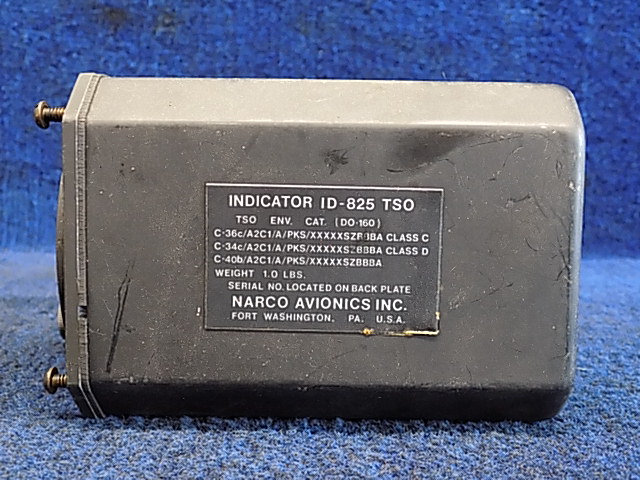 INDICATOR ID-825 TSO
TSO ENV. CAT. (DO-160)
C-36c/A2C1/A/PKS/XXXXXSZBBBA CLASS C
C-34c/A2C1/A/PKS/XXXXXSZBBBA CLASS D
C-40b/A2C1/A/PKS/XXXXXSZBBBA
WEIGHT 1.0 LBS.
SERIAL NO. LOCATED ON BACK PLATE
NARCO AVIONICS INC.
FORT WASHINGTON, PA. U.S.A.